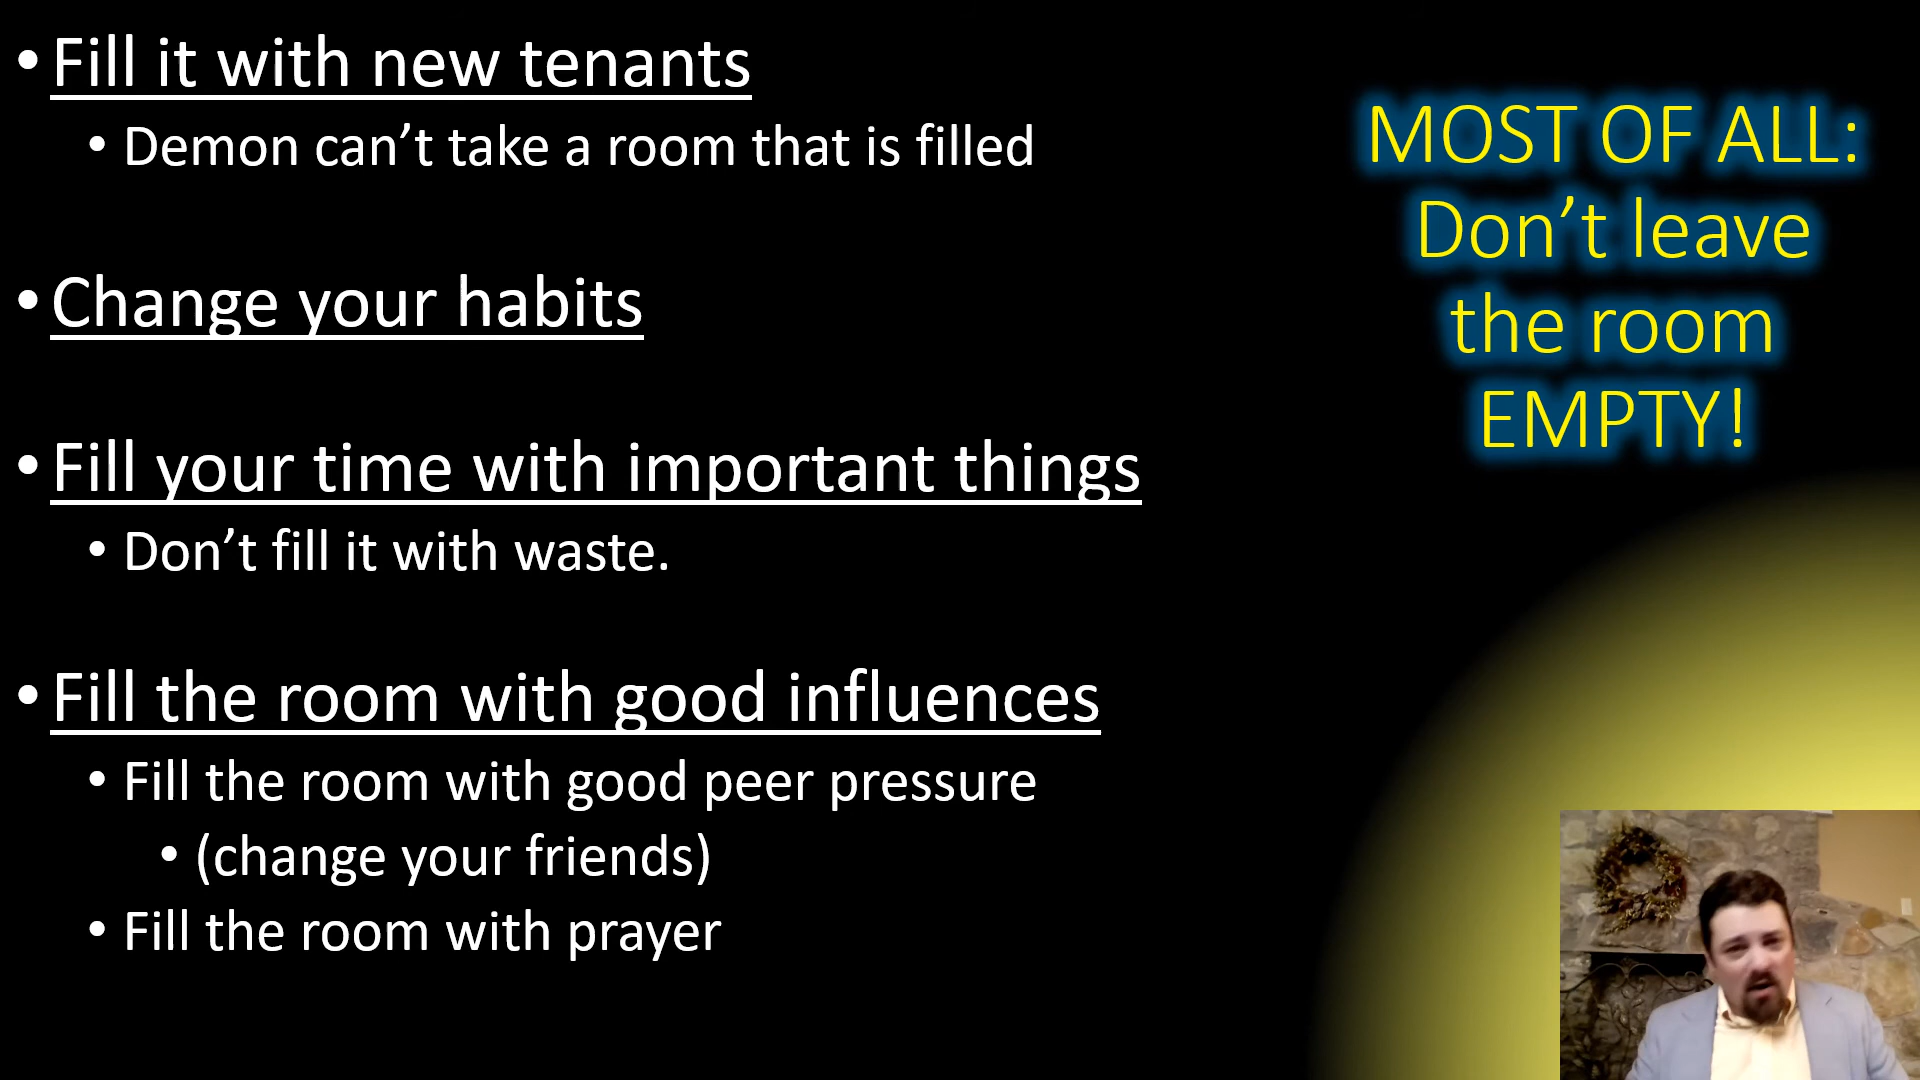 • Fill it with new tenants
• Demon can’t take a room that is filled
• Change your habits
• Fill your time with important things
• Don’t fill it with waste.
• Fill the room with good influences
• Fill the room with good peer pressure
• (change your friends)
• Fill the room with prayer
MOST OF ALL:
Don’t leave
the room
EMPTY!